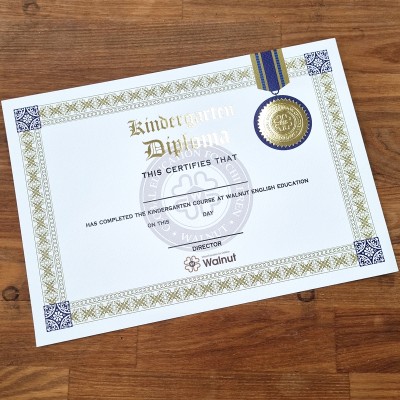 Kindergarten
Diploma
THIS CERTIFIES THAT
HAS COMPLETED THE KINDERGARTEN COURSE AT WALNUT ENGLISH EDUCATION
ON THIS DAY
DIRECTOR
Walnut